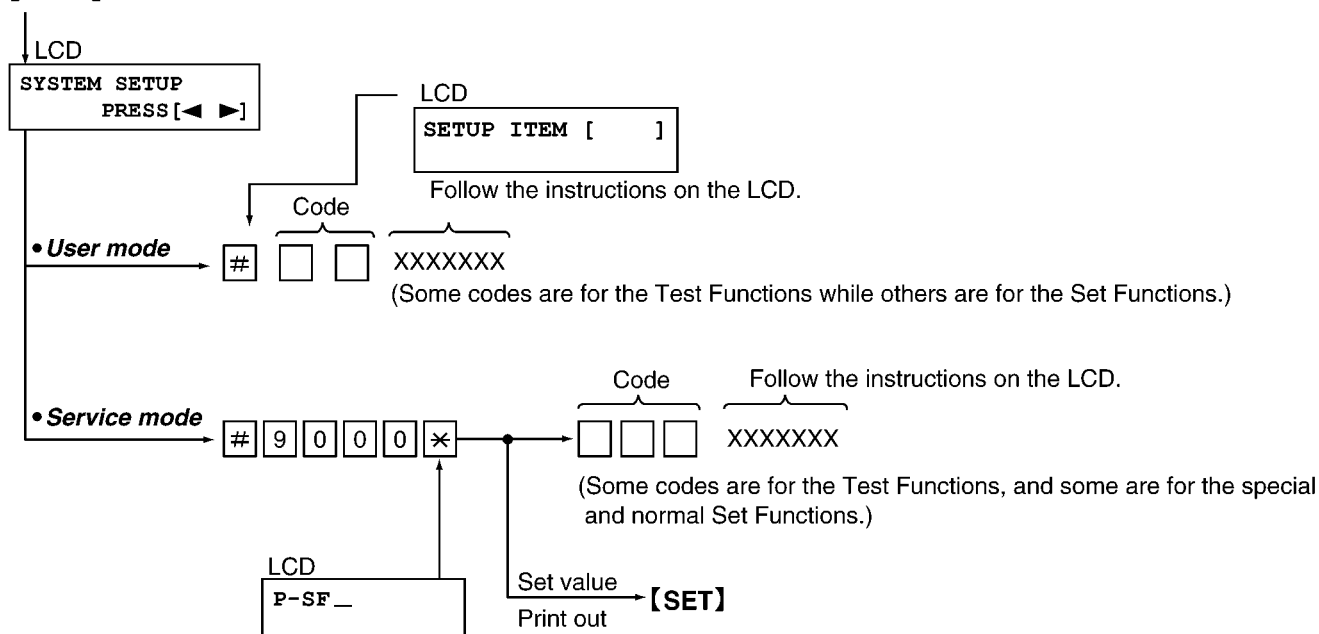 LCD
SYSTEM SETUP
PRESS[◀ ▶]
LCD
SETUP ITEM [ ]
Follow the instructions on the LCD.
Code
• User mode
# XXXXXXX
(Some codes are for the Test Functions while others are for the Set Functions.)
Code Follow the instructions on the LCD.
• Service mode
# 9 0 0 0 ✳ XXXXXXX
(Some codes are for the Test Functions, and some are for the special
and normal Set Functions.)
LCD
P-SF_
Set value
【SET】
Print out